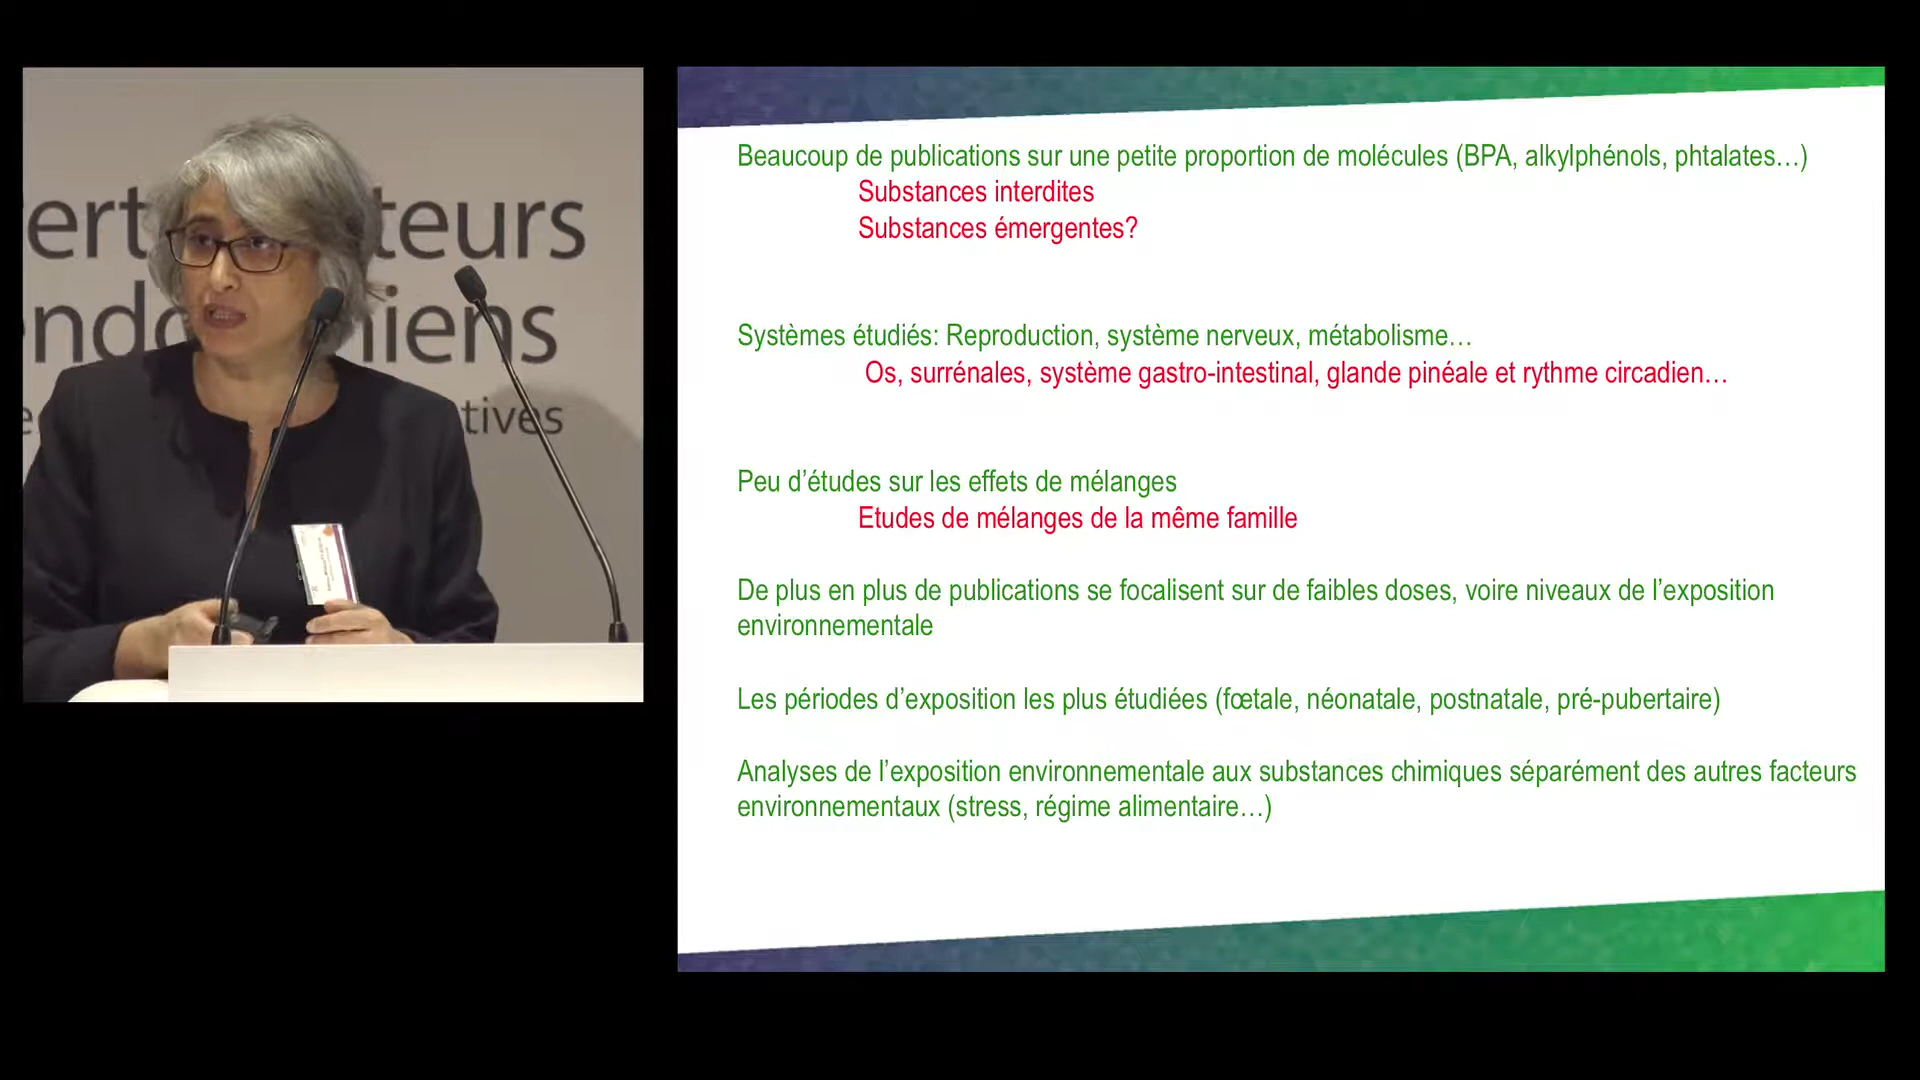 ert teurs
endo niens
tives
Beaucoup de publications sur une petite proportion de molécules (BPA, alkylphénols, phtalates…)
Substances interdites
Substances émergentes?
Systèmes étudiés: Reproduction, système nerveux, métabolisme…
Os, surrénales, système gastro-intestinal, glande pinéale et rythme circadien…
Peu d’études sur les effets de mélanges
Etudes de mélanges de la même famille
De plus en plus de publications se focalisent sur de faibles doses, voire niveaux de l’exposition
environnementale
Les périodes d’exposition les plus étudiées (fœtale, néonatale, postnatale, pré-pubertaire)
Analyses de l’exposition environnementale aux substances chimiques séparément des autres facteurs
environnementaux (stress, régime alimentaire…)